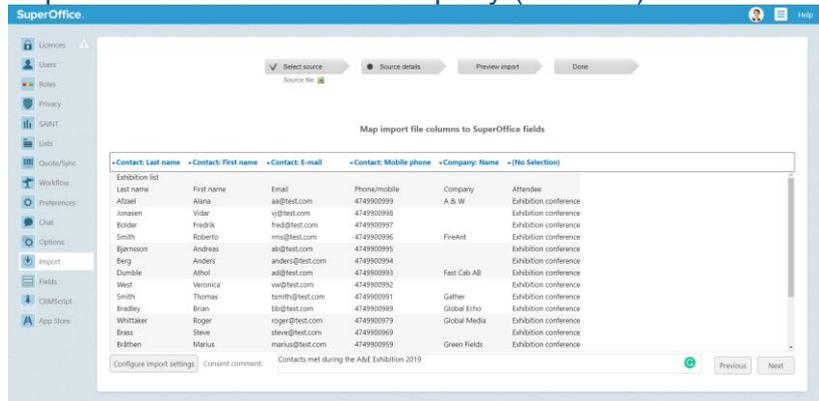 SuperOffice.
Help
Licences
Users
Roles
Privacy
SAINT
Lists
Quote/Sync
Workflow
Preferences
Chat
Options
Import
Fields
CRMScript
App Store
Select source
Source details
Preview import
Done
Source file:
Map import file columns to SuperOffice fields
Contact: Last name Contact: First name Contact: E-mail Contact: Mobile phone Company: Name (No Selection)
Exhibition list
Last name First name Email Phone/mobile Company Attendee
Afzael Alana aa@test.com 4749900999 A & W Exhibition conference
Jonasen Vidar vj@test.com 4749900998 Exhibition conference
Bolder Fredrik fred@test.com 4749900997 Exhibition conference
Smith Roberto rms@test.com 4749900996 FireAnt Exhibition conference
Bjørnsson Andreas ab@test.com 4749900995 Exhibition conference
Berg Anders anders@test.com 4749900994 Exhibition conference
Dumble Athol ad@test.com 4749900993 Fast Cab AB Exhibition conference
West Veronica vw@test.com 4749900992 Exhibition conference
Smith Thomas tsmith@test.com 4749900991 Gather Exhibition conference
Bradley Brian bb@test.com 4749900989 Global Echo Exhibition conference
Whittaker Roger roger@test.com 4749900979 Global Media Exhibition conference
Brass Steve steve@test.com 4749900969 Exhibition conference
Bråthen Marius marius@test.com 4749900959 Green Fields Exhibition conference
Configure import settings Consent comment: Contacts met during the A&E Exhibition 2019
Previous Next